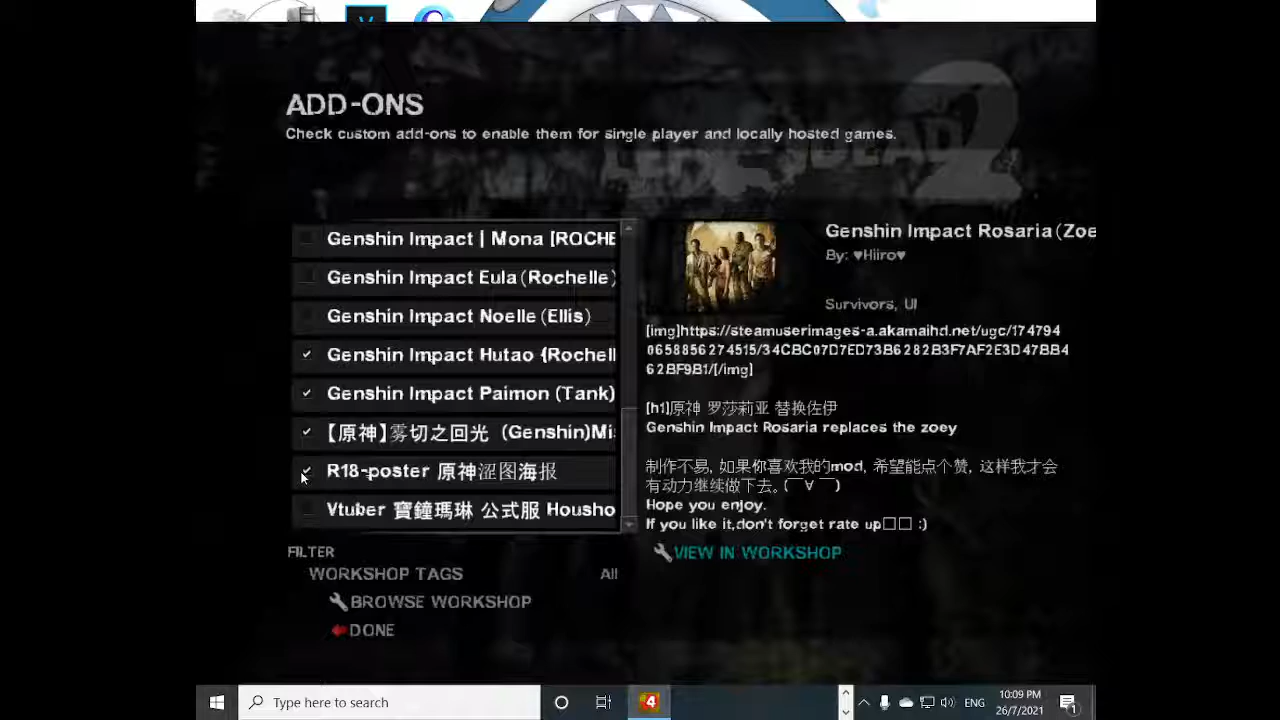 ADD-ONS
Check custom add-ons to enable them for single player and locally hosted games.
Genshin Impact | Mona [ROCHE
Genshin Impact Eula(Rochelle)
Genshin Impact Noelle(Ellis)
Genshin Impact Hutao (Rochell
Genshin Impact Paimon (Tank)
【原神】雾切之回光 (Genshin)Mi
R18-poster 原神涩图海报
Vtuber 寶鐘瑪琳 公式服 Housho
FILTER
WORKSHOP TAGS All
BROWSE WORKSHOP
DONE
Genshin Impact Rosaria(Zoe
By: ♥Hiiro♥
Survivors, UI
[img]https://steamuserimages-a.akamaihd.net/ugc/174794
0658856274515/34CBC07D7ED73B6282B3F7AF2E3D47BB4
62BF9B1/[/img]
[h1]原神 罗莎莉亚 替换佐伊
Genshin Impact Rosaria replaces the zoey
制作不易, 如果你喜欢我的mod, 希望能点个赞, 这样我才会
有动力继续做下去。(￣∀￣)
Hope you enjoy.
If you like it,don't forget rate up□□ :)
VIEW IN WORKSHOP
Type here to search
4
ENG
10:09 PM
26/7/2021
1